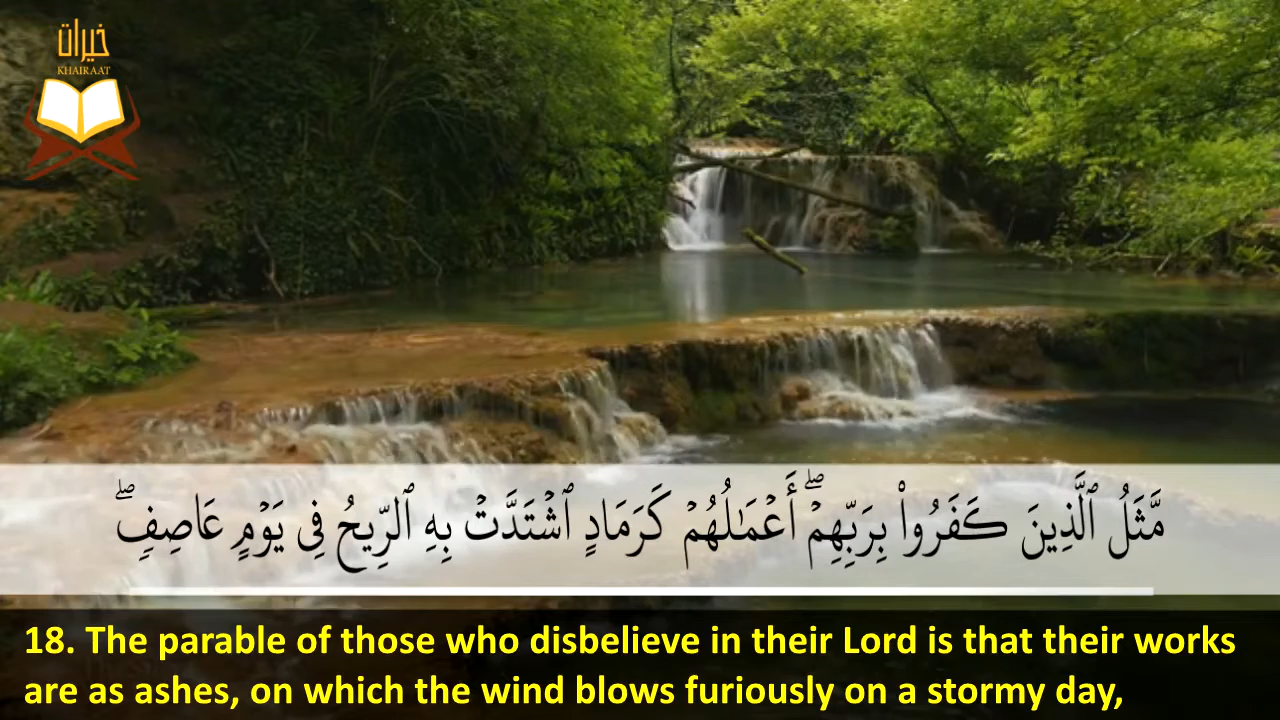 خيرات
KHAIRAAT
مَّثَلُ ٱلَّذِينَ كَفَرُوا۟ بِرَبِّهِمْ ۖ أَعْمَـٰلُهُمْ كَرَمَادٍ ٱشْتَدَّتْ بِهِ ٱلرِّيحُ فِى يَوْمٍ عَاصِفٍ ۖ
18. The parable of those who disbelieve in their Lord is that their works
are as ashes, on which the wind blows furiously on a stormy day,